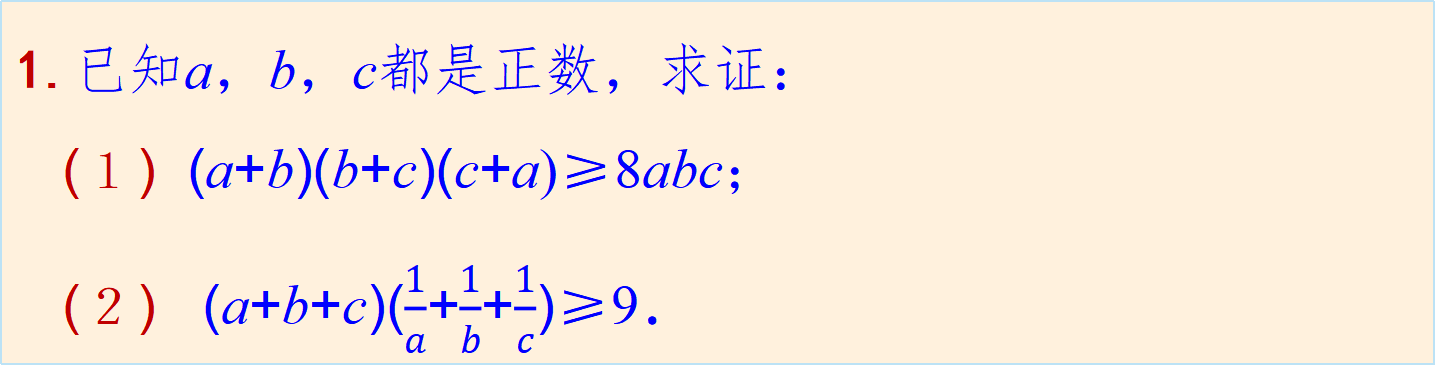 1. 已知a，b，c都是正数，求证：
(1) (a+b)(b+c)(c+a)≥8abc；
(2) (a+b+c)(1/a+1/b+1/c)≥9．